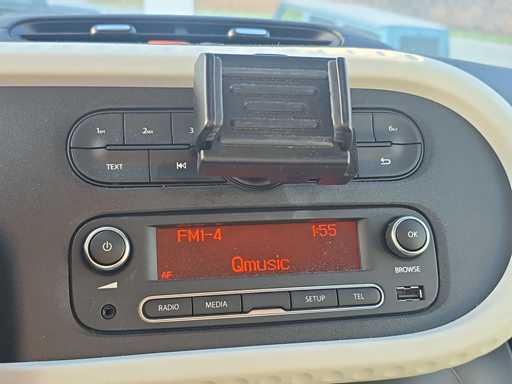 1 2 3 6
TEXT
FM1-4 1:55
Qmusic
AF
OK
BROWSE
RADIO MEDIA SETUP TEL